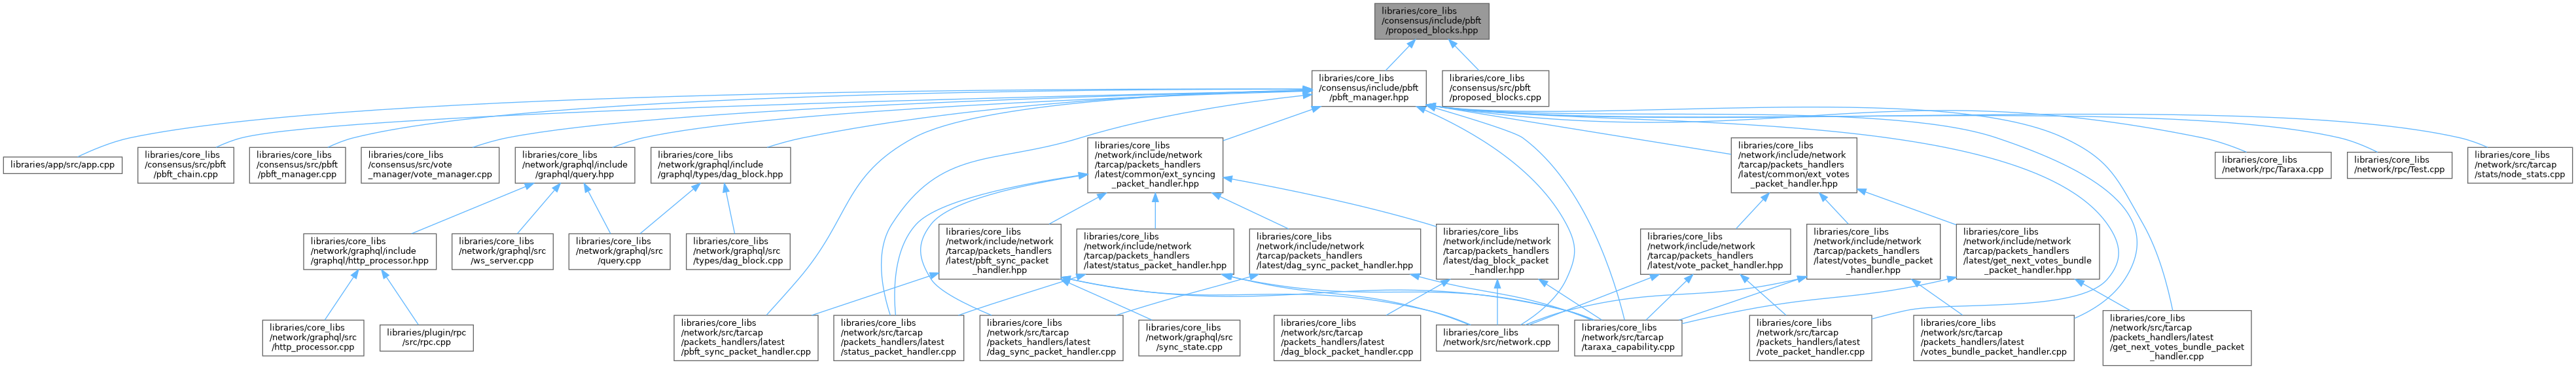 libraries/core_libs
/consensus/include/pbft
/proposed_blocks.hpp
libraries/core_libs
/consensus/include/pbft
/pbft_manager.hpp
libraries/core_libs
/consensus/src/pbft
/proposed_blocks.cpp
libraries/app/src/app.cpp
libraries/core_libs
/consensus/src/pbft
/pbft_chain.cpp
libraries/core_libs
/consensus/src/pbft
/pbft_manager.cpp
libraries/core_libs
/consensus/src/vote
_manager/vote_manager.cpp
libraries/core_libs
/network/graphql/include
/graphql/query.hpp
libraries/core_libs
/network/graphql/include
/graphql/types/dag_block.hpp
libraries/core_libs
/network/include/network
/tarcap/packets_handlers
/latest/common/ext_syncing
_packet_handler.hpp
libraries/core_libs
/network/include/network
/tarcap/packets_handlers
/latest/common/ext_votes
_packet_handler.hpp
libraries/core_libs
/network/rpc/Taraxa.cpp
libraries/core_libs
/network/rpc/Test.cpp
libraries/core_libs
/network/src/tarcap
/stats/node_stats.cpp
libraries/core_libs
/network/graphql/include
/graphql/http_processor.hpp
libraries/core_libs
/network/graphql/src
/ws_server.cpp
libraries/core_libs
/network/graphql/src
/query.cpp
libraries/core_libs
/network/graphql/src
/types/dag_block.cpp
libraries/core_libs
/network/include/network
/tarcap/packets_handlers
/latest/pbft_sync_packet
_handler.hpp
libraries/core_libs
/network/include/network
/tarcap/packets_handlers
/latest/status_packet_handler.hpp
libraries/core_libs
/network/include/network
/tarcap/packets_handlers
/latest/dag_sync_packet_handler.hpp
libraries/core_libs
/network/include/network
/tarcap/packets_handlers
/latest/dag_block_packet
_handler.hpp
libraries/core_libs
/network/include/network
/tarcap/packets_handlers
/latest/vote_packet_handler.hpp
libraries/core_libs
/network/include/network
/tarcap/packets_handlers
/latest/votes_bundle_packet
_handler.hpp
libraries/core_libs
/network/include/network
/tarcap/packets_handlers
/latest/get_next_votes_bundle
_packet_handler.hpp
libraries/core_libs
/network/graphql/src
/http_processor.cpp
libraries/plugin/rpc
/src/rpc.cpp
libraries/core_libs
/network/src/tarcap
/packets_handlers/latest
/pbft_sync_packet_handler.cpp
libraries/core_libs
/network/src/tarcap
/packets_handlers/latest
/status_packet_handler.cpp
libraries/core_libs
/network/src/tarcap
/packets_handlers/latest
/dag_sync_packet_handler.cpp
libraries/core_libs
/network/graphql/src
/sync_state.cpp
libraries/core_libs
/network/src/tarcap
/packets_handlers/latest
/dag_block_packet_handler.cpp
libraries/core_libs
/network/src/network.cpp
libraries/core_libs
/network/src/tarcap
/taraxa_capability.cpp
libraries/core_libs
/network/src/tarcap
/packets_handlers/latest
/vote_packet_handler.cpp
libraries/core_libs
/network/src/tarcap
/packets_handlers/latest
/votes_bundle_packet_handler.cpp
libraries/core_libs
/network/src/tarcap
/packets_handlers/latest
/get_next_votes_bundle_packet
_handler.cpp